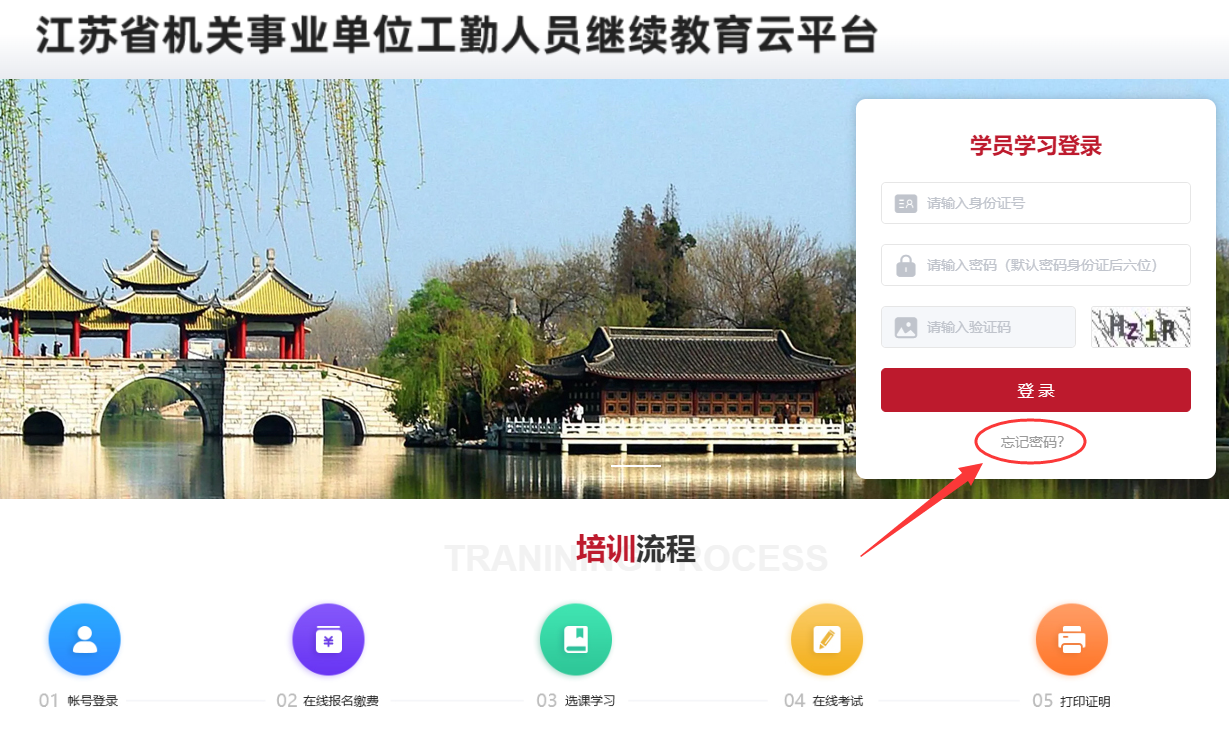 江苏省机关事业单位工勤人员继续教育云平台
学员学习登录
请输入身份证号
请输入密码（默认密码身份证后六位）
请输入验证码
HZ1R
登 录
忘记密码?
TRANINING PROCESS
培训流程
01 帐号登录
02 在线报名缴费
03 选课学习
04 在线考试
05 打印证明